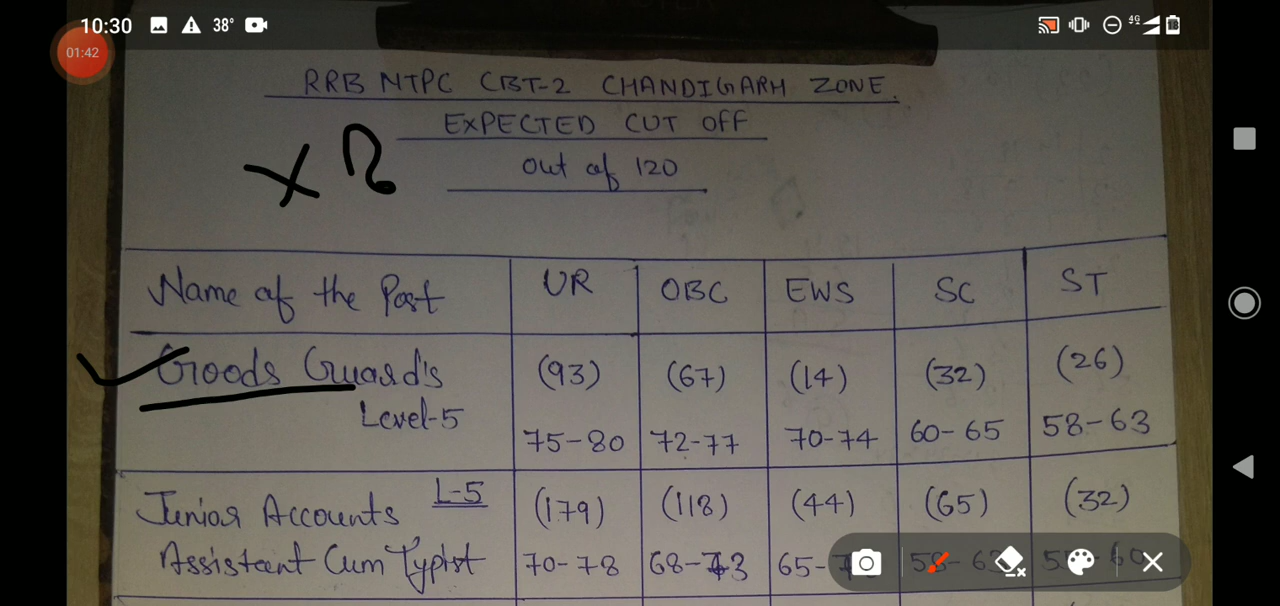 10:30 38° 4G
01:42
RRB NTPC CBT-2 CHANDIGARH ZONE.
EXPECTED CUT OFF
out of 120
Name of the Post UR OBC EWS SC ST
Goods Guard's (93) (67) (14) (32) (26)
Level-5 75-80 72-77 70-74 60-65 58-63
Junior Accounts L-5 (179) (118) (44) (65) (32)
Assistant Cum Typist 70-78 68-73 65-